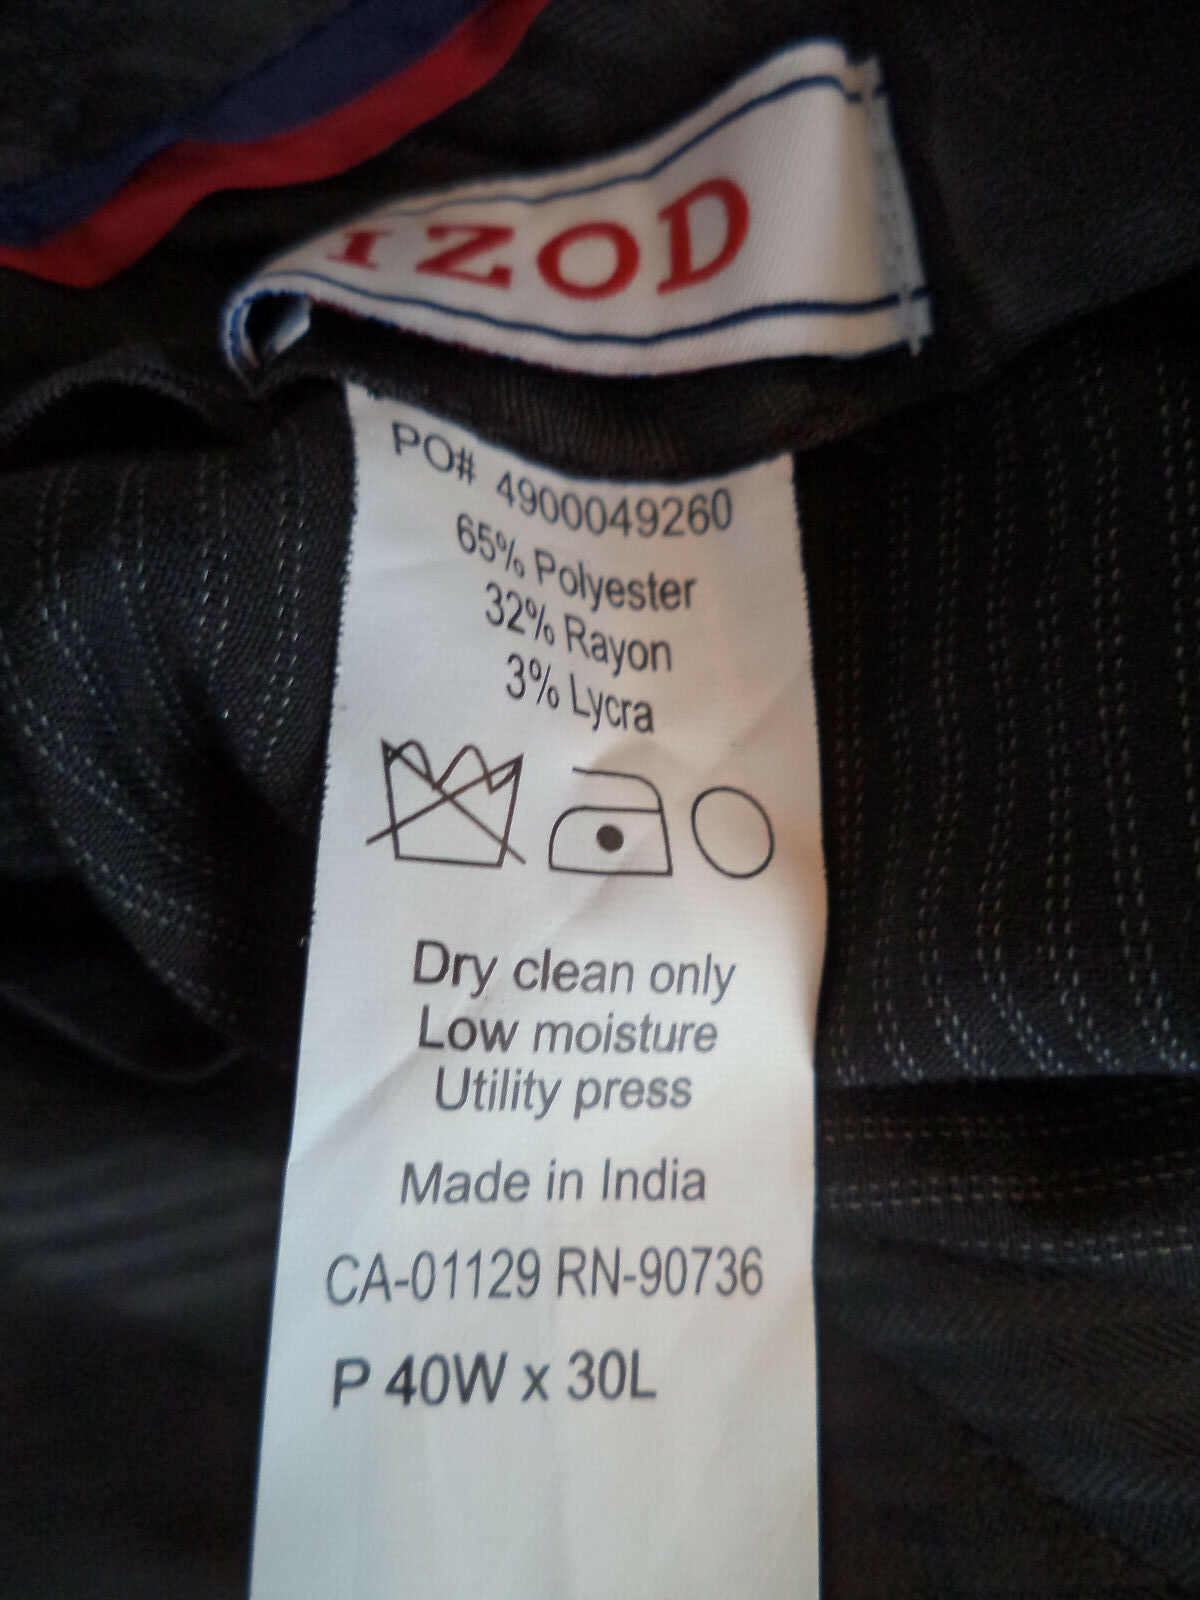 IZOD
PO# 4900049260
65% Polyester
32% Rayon
3% Lycra
Dry clean only
Low moisture
Utility press
Made in India
CA-01129 RN-90736
P 40W x 30L